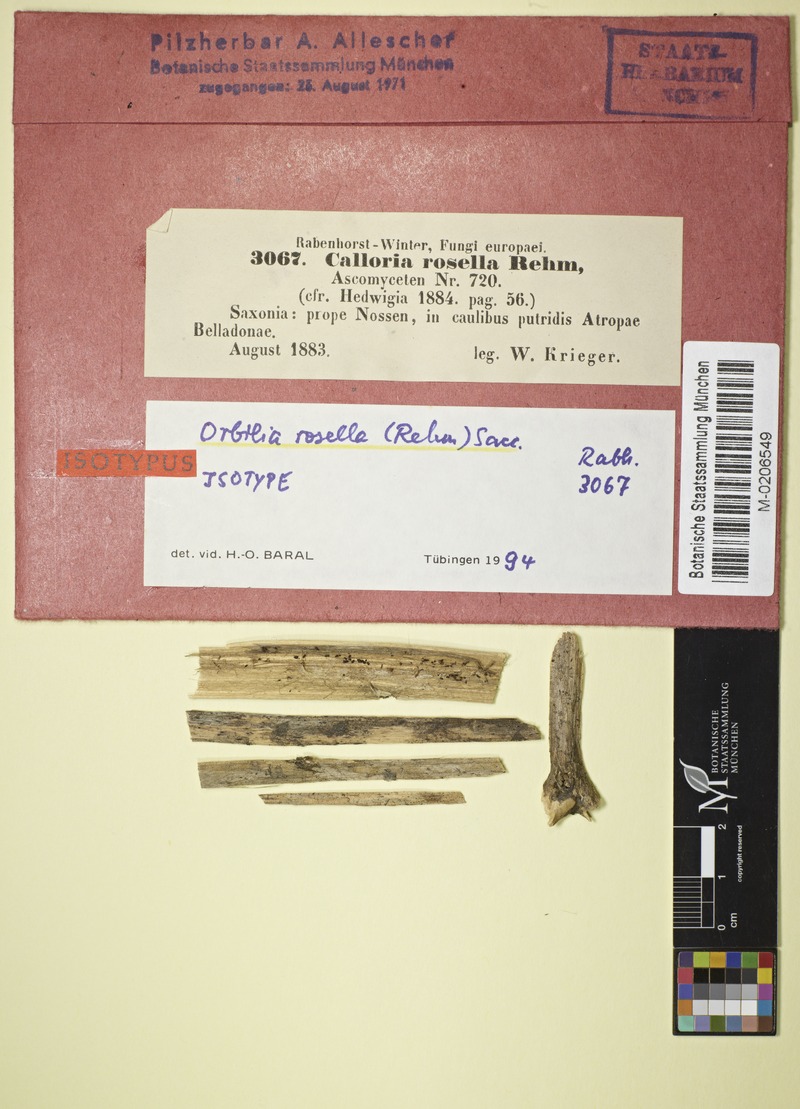 Pilzherbar A. Allescher
Botanische Staatssammlung München
zugegangen: 25. August 1971
STAATS-
HERBARIUM
MÜNCHEN
Rabenhorst-Winter, Fungi europaei.
3067. Calloria rosella Rehm,
Ascomyceten Nr. 720.
(cfr. Hedwigia 1884. pag. 56.)
Saxonia: prope Nossen, in caulibus putridis Atropae
Belladonae.
August 1883. leg. W. Krieger.
Orbilia rosella (Rehm) Sacc.
ISOTYPUS
ISOTYPE
Rabh.
3067
det. vid. H.-O. BARAL Tübingen 1994
Botanische Staatssammlung München
M-0206549
BOTANISCHE
STAATSSAMMLUNG
MÜNCHEN
0 1 2
cm
copyright reserved